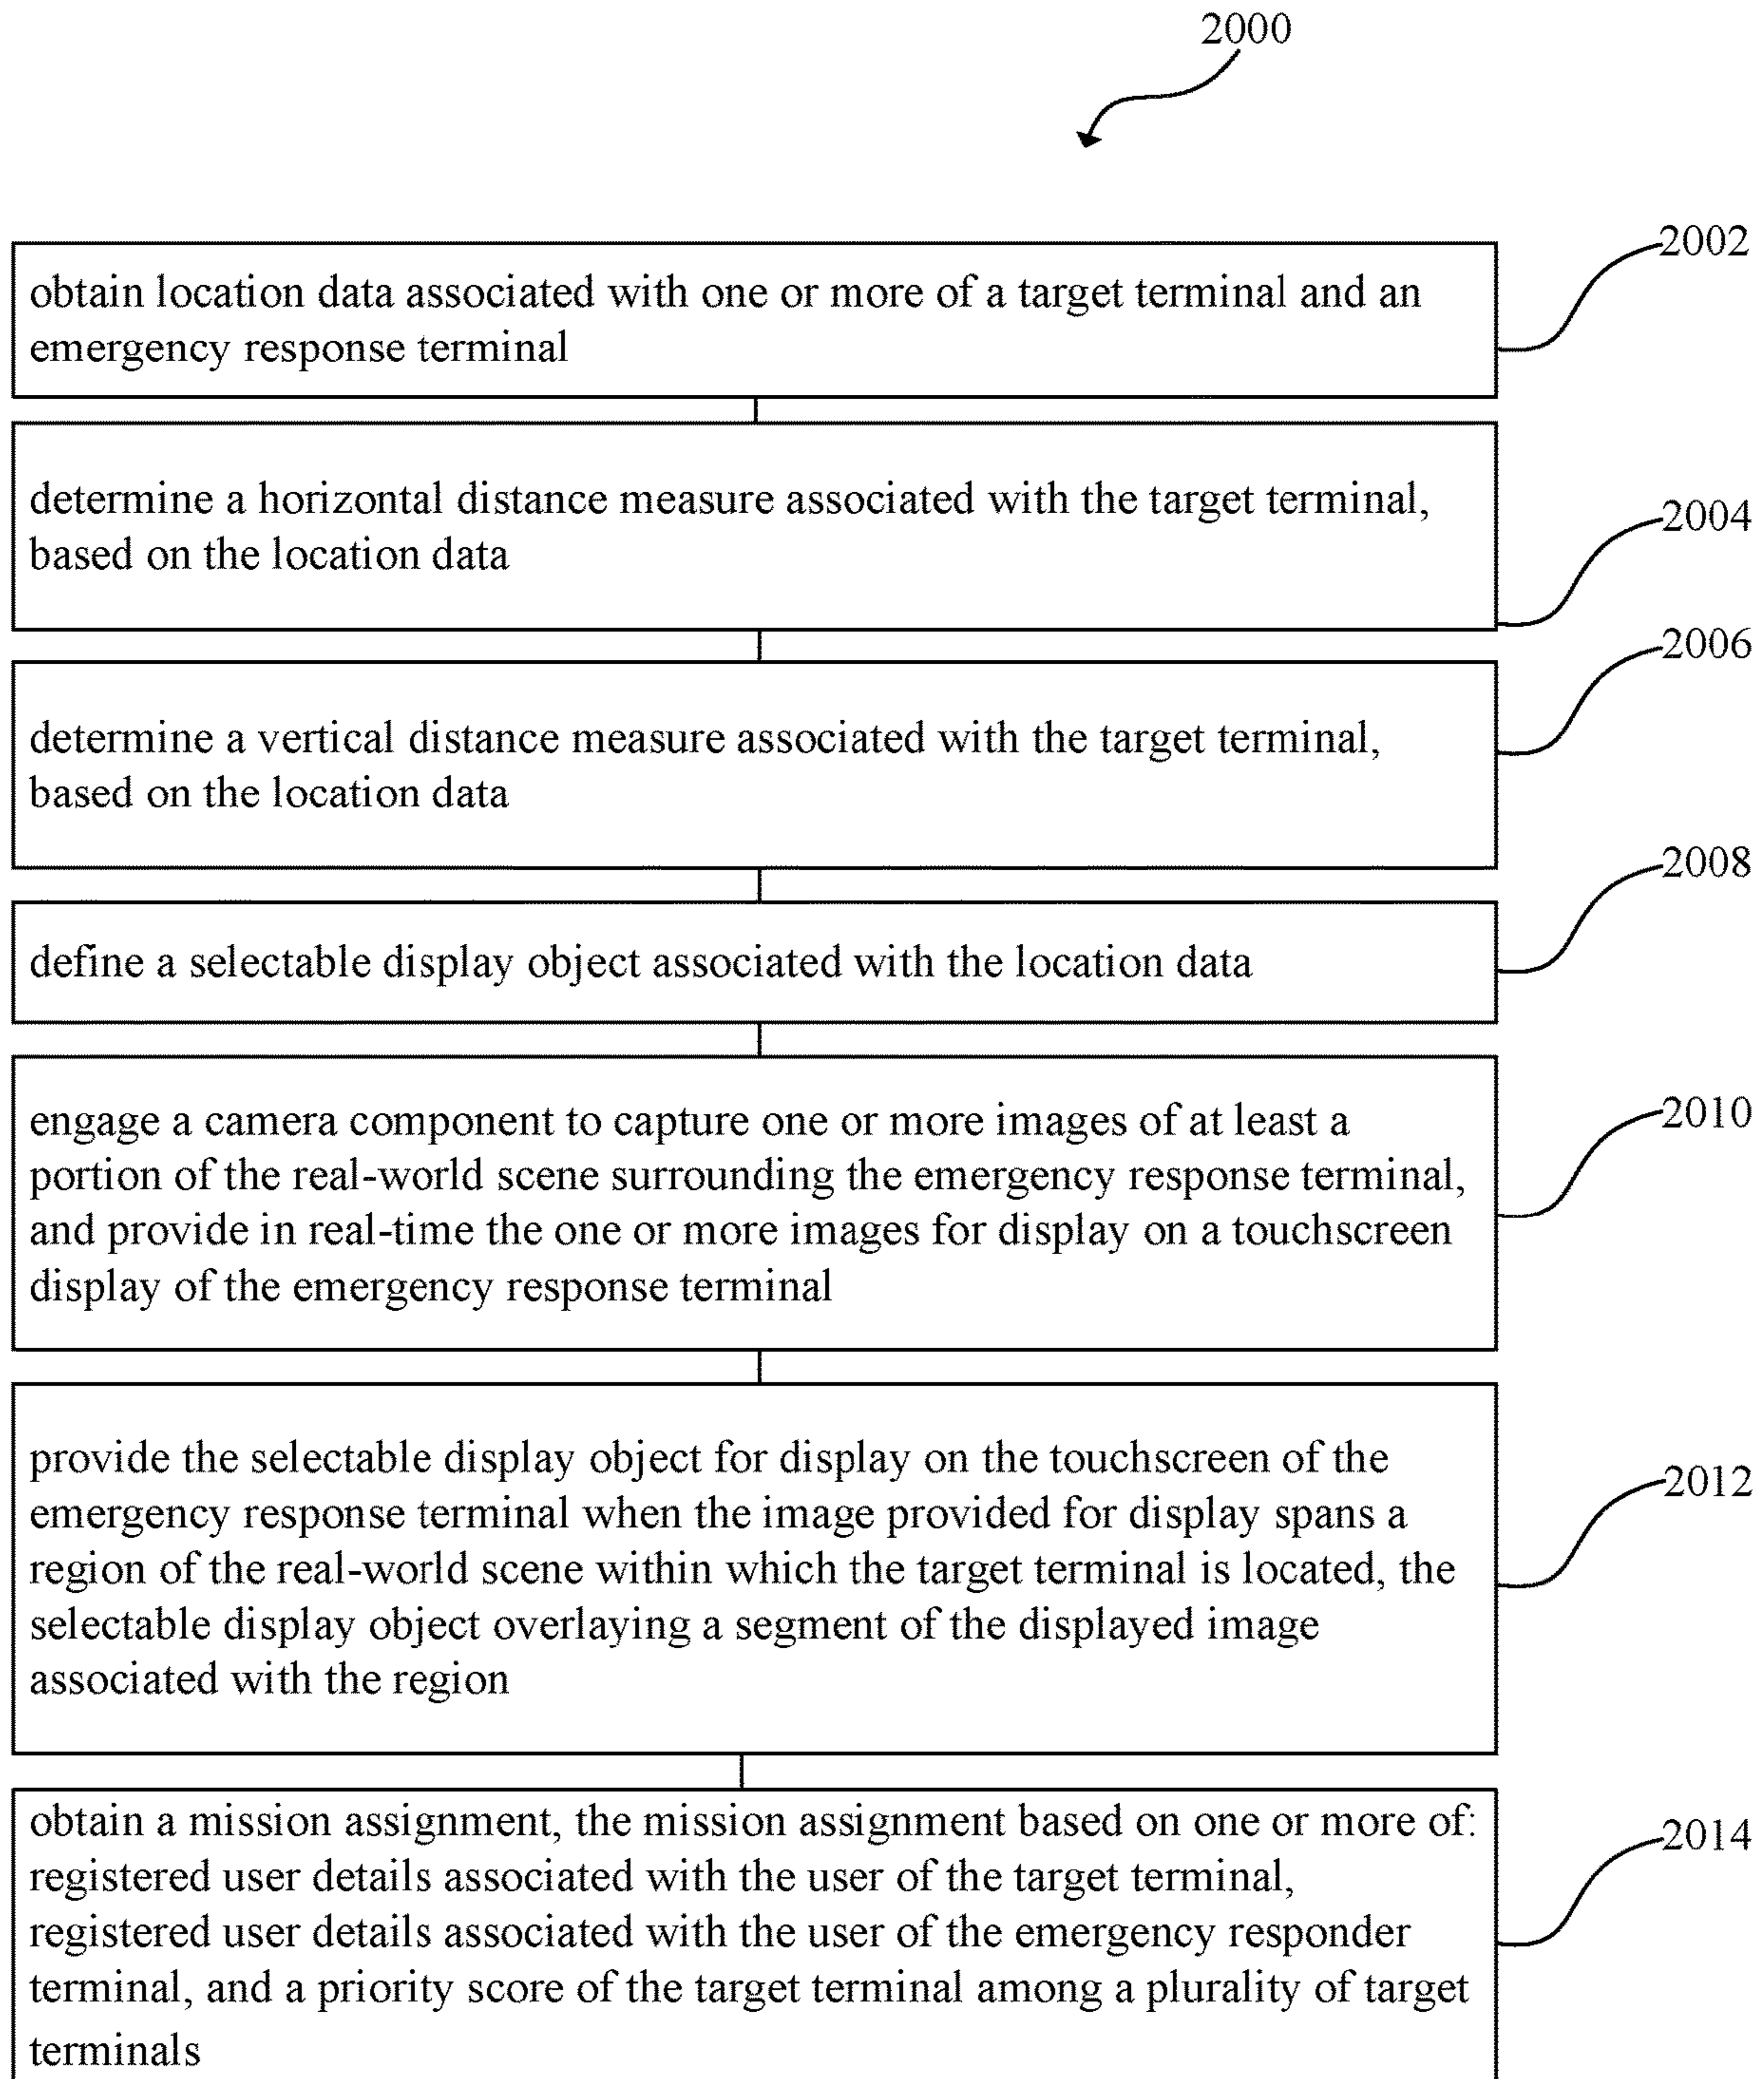 2000
2002
obtain location data associated with one or more of a target terminal and an
emergency response terminal
determine a horizontal distance measure associated with the target terminal,
based on the location data
2004
2006
determine a vertical distance measure associated with the target terminal,
based on the location data
2008
define a selectable display object associated with the location data
2010
engage a camera component to capture one or more images of at least a
portion of the real-world scene surrounding the emergency response terminal,
and provide in real-time the one or more images for display on a touchscreen
display of the emergency response terminal
2012
provide the selectable display object for display on the touchscreen of the
emergency response terminal when the image provided for display spans a
region of the real-world scene within which the target terminal is located, the
selectable display object overlaying a segment of the displayed image
associated with the region
2014
obtain a mission assignment, the mission assignment based on one or more of:
registered user details associated with the user of the target terminal,
registered user details associated with the user of the emergency responder
terminal, and a priority score of the target terminal among a plurality of target
terminals